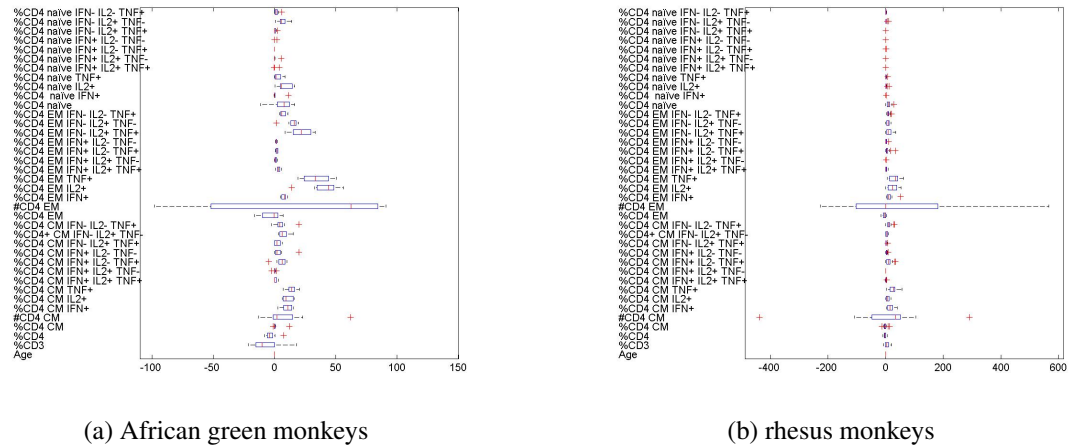 %CD4 naïve IFN- IL2- TNF+
%CD4 naïve IFN- IL2+ TNF-
%CD4 naïve IFN- IL2+ TNF+
%CD4 naïve IFN+ IL2- TNF-
%CD4 naïve IFN+ IL2- TNF+
%CD4 naïve IFN+ IL2+ TNF-
%CD4 naïve IFN+ IL2+ TNF+
%CD4 naïve TNF+
%CD4 naïve IL2+
%CD4  naïve IFN+
%CD4 naïve
%CD4 EM IFN- IL2- TNF+
%CD4 EM IFN- IL2+ TNF-
%CD4 EM IFN- IL2+ TNF+
%CD4 EM IFN+ IL2- TNF-
%CD4 EM IFN+ IL2- TNF+
%CD4 EM IFN+ IL2+ TNF-
%CD4 EM IFN+ IL2+ TNF+
%CD4 EM TNF+
%CD4 EM IL2+
%CD4 EM IFN+
#CD4 EM
%CD4 EM
%CD4 CM IFN- IL2- TNF+
%CD4+ CM IFN- IL2+ TNF-
%CD4 CM IFN- IL2+ TNF+
%CD4 CM IFN+ IL2- TNF-
%CD4 CM IFN+ IL2- TNF+
%CD4 CM IFN+ IL2+ TNF-
%CD4 CM IFN+ IL2+ TNF+
%CD4 CM TNF+
%CD4 CM IL2+
%CD4 CM IFN+
#CD4 CM
%CD4 CM
%CD4
%CD3
Age
-100 -50 0 50 100 150
(a) African green monkeys
%CD4 naïve IFN- IL2- TNF+
%CD4 naïve IFN- IL2+ TNF-
%CD4 naïve IFN- IL2+ TNF+
%CD4 naïve IFN+ IL2- TNF-
%CD4 naïve IFN+ IL2- TNF+
%CD4 naïve IFN+ IL2+ TNF-
%CD4 naïve IFN+ IL2+ TNF+
%CD4 naïve TNF+
%CD4 naïve IL2+
%CD4  naïve IFN+
%CD4 naïve
%CD4 EM IFN- IL2- TNF+
%CD4 EM IFN- IL2+ TNF-
%CD4 EM IFN- IL2+ TNF+
%CD4 EM IFN+ IL2- TNF-
%CD4 EM IFN+ IL2- TNF+
%CD4 EM IFN+ IL2+ TNF-
%CD4 EM IFN+ IL2+ TNF+
%CD4 EM TNF+
%CD4 EM IL2+
%CD4 EM IFN+
#CD4 EM
%CD4 EM
%CD4 CM IFN- IL2- TNF+
%CD4+ CM IFN- IL2+ TNF-
%CD4 CM IFN- IL2+ TNF+
%CD4 CM IFN+ IL2- TNF-
%CD4 CM IFN+ IL2- TNF+
%CD4 CM IFN+ IL2+ TNF-
%CD4 CM IFN+ IL2+ TNF+
%CD4 CM TNF+
%CD4 CM IL2+
%CD4 CM IFN+
#CD4 CM
%CD4 CM
%CD4
%CD3
Age
-400 -200 0 200 400 600
(b) rhesus monkeys